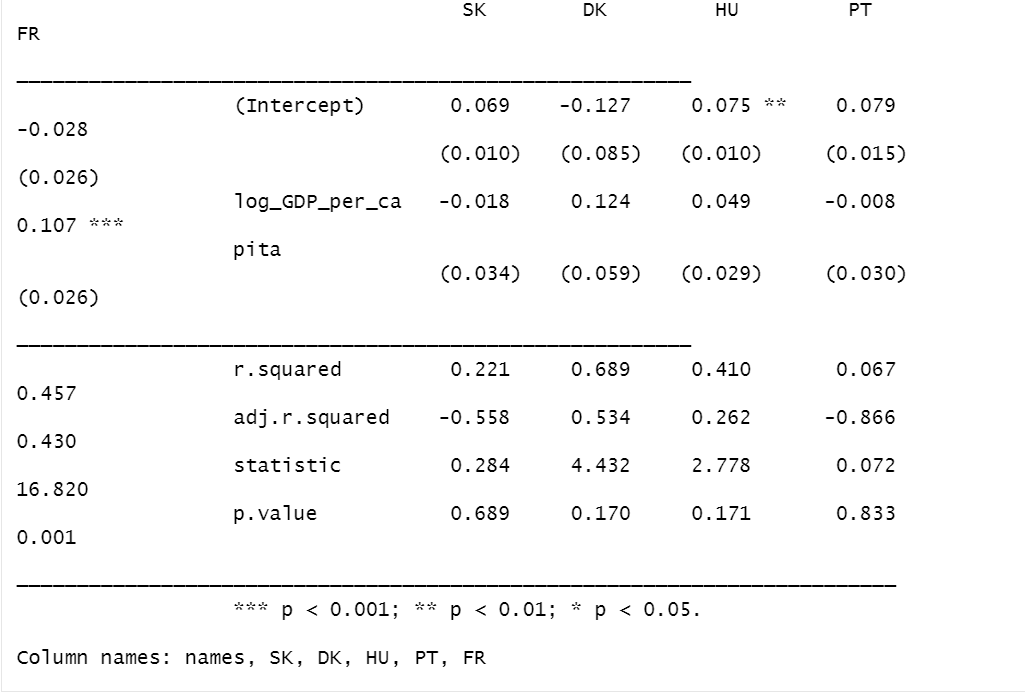 SK DK HU PT
FR
(Intercept) 0.069 -0.127 0.075 ** 0.079
-0.028
(0.010) (0.085) (0.010) (0.015)
(0.026)
log_GDP_per_ca -0.018 0.124 0.049 -0.008
0.107 ***
pita
(0.034) (0.059) (0.029) (0.030)
(0.026)
r.squared 0.221 0.689 0.410 0.067
0.457
adj.r.squared -0.558 0.534 0.262 -0.866
0.430
statistic 0.284 4.432 2.778 0.072
16.820
p.value 0.689 0.170 0.171 0.833
0.001
*** p < 0.001; ** p < 0.01; * p < 0.05.
Column names: names, SK, DK, HU, PT, FR